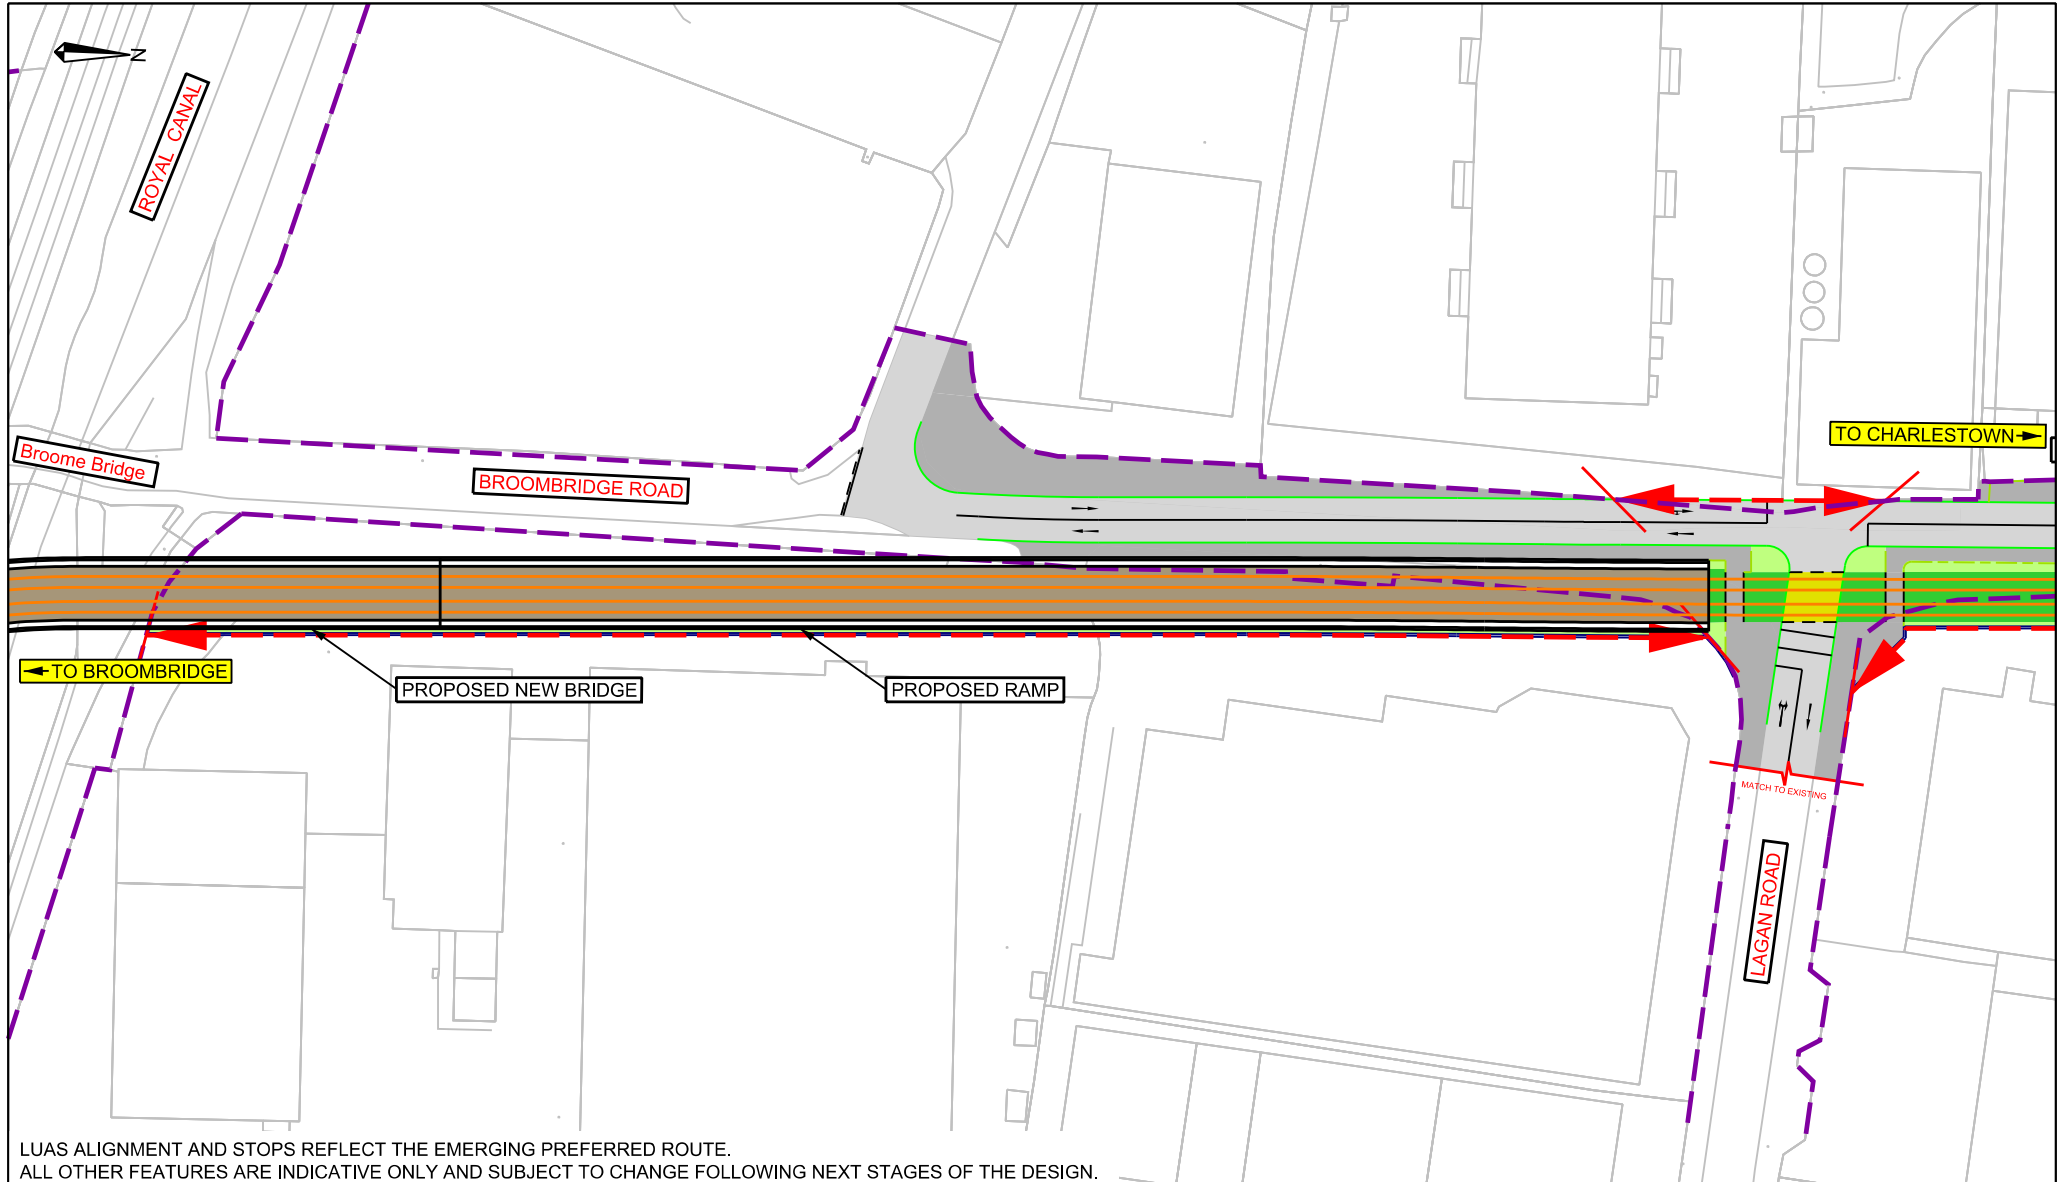 N
ROYAL CANAL
Broome Bridge
BROOMBRIDGE ROAD
TO CHARLESTOWN
TO BROOMBRIDGE
PROPOSED NEW BRIDGE
PROPOSED RAMP
MATCH TO EXISTING
LAGAN ROAD
LUAS ALIGNMENT AND STOPS REFLECT THE EMERGING PREFERRED ROUTE.
ALL OTHER FEATURES ARE INDICATIVE ONLY AND SUBJECT TO CHANGE FOLLOWING NEXT STAGES OF THE DESIGN.